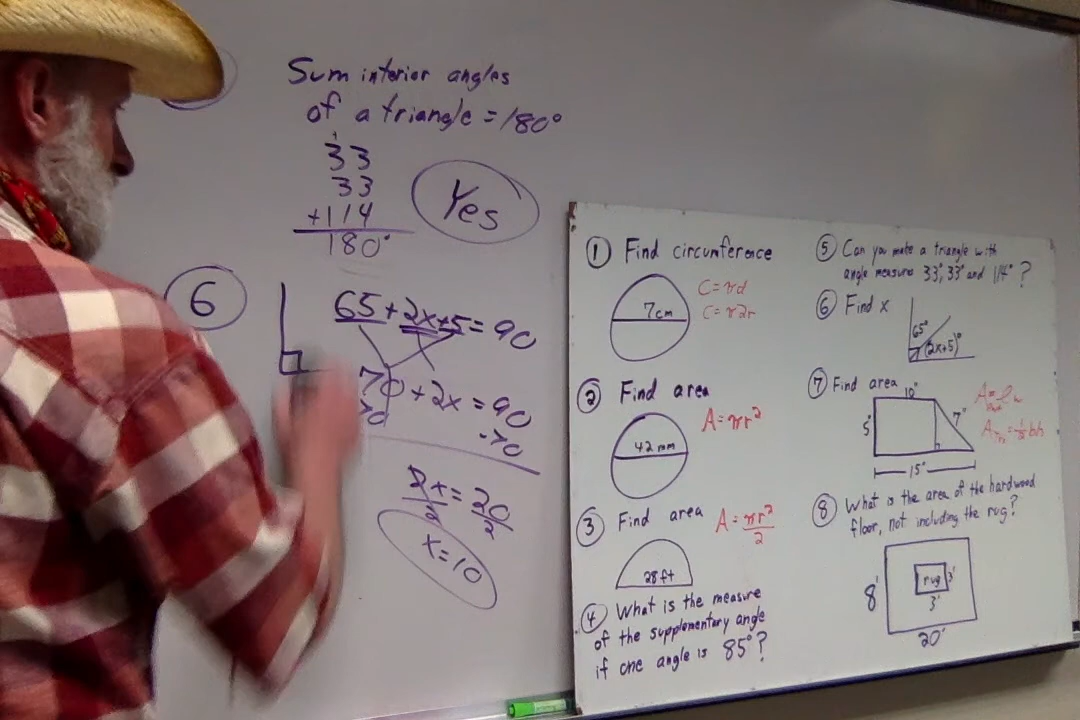 Sum interior angles
of a triangle = 180°
1
33
33
+114
180°
Yes
6
65 + 2x + 5 = 90
70 + 2x = 90
-70
2x = 20
2
x = 10
① Find circumference
7cm
C = πd
C = π2r
② Find area
42 mm
A = πr²
③ Find area
28 ft
A = πr²
2
④ What is the measure
of the supplementary angle
if one angle is 85°?
⑤ Can you make a triangle with
angle measures 33°, 33° and 114°?
⑥ Find x
65°
(2x+5)°
⑦ Find area
10"
5"
7"
15"
⑧ What is the area of the hardwood
floor, not including the rug?
8'
rug
3'
3'
20'